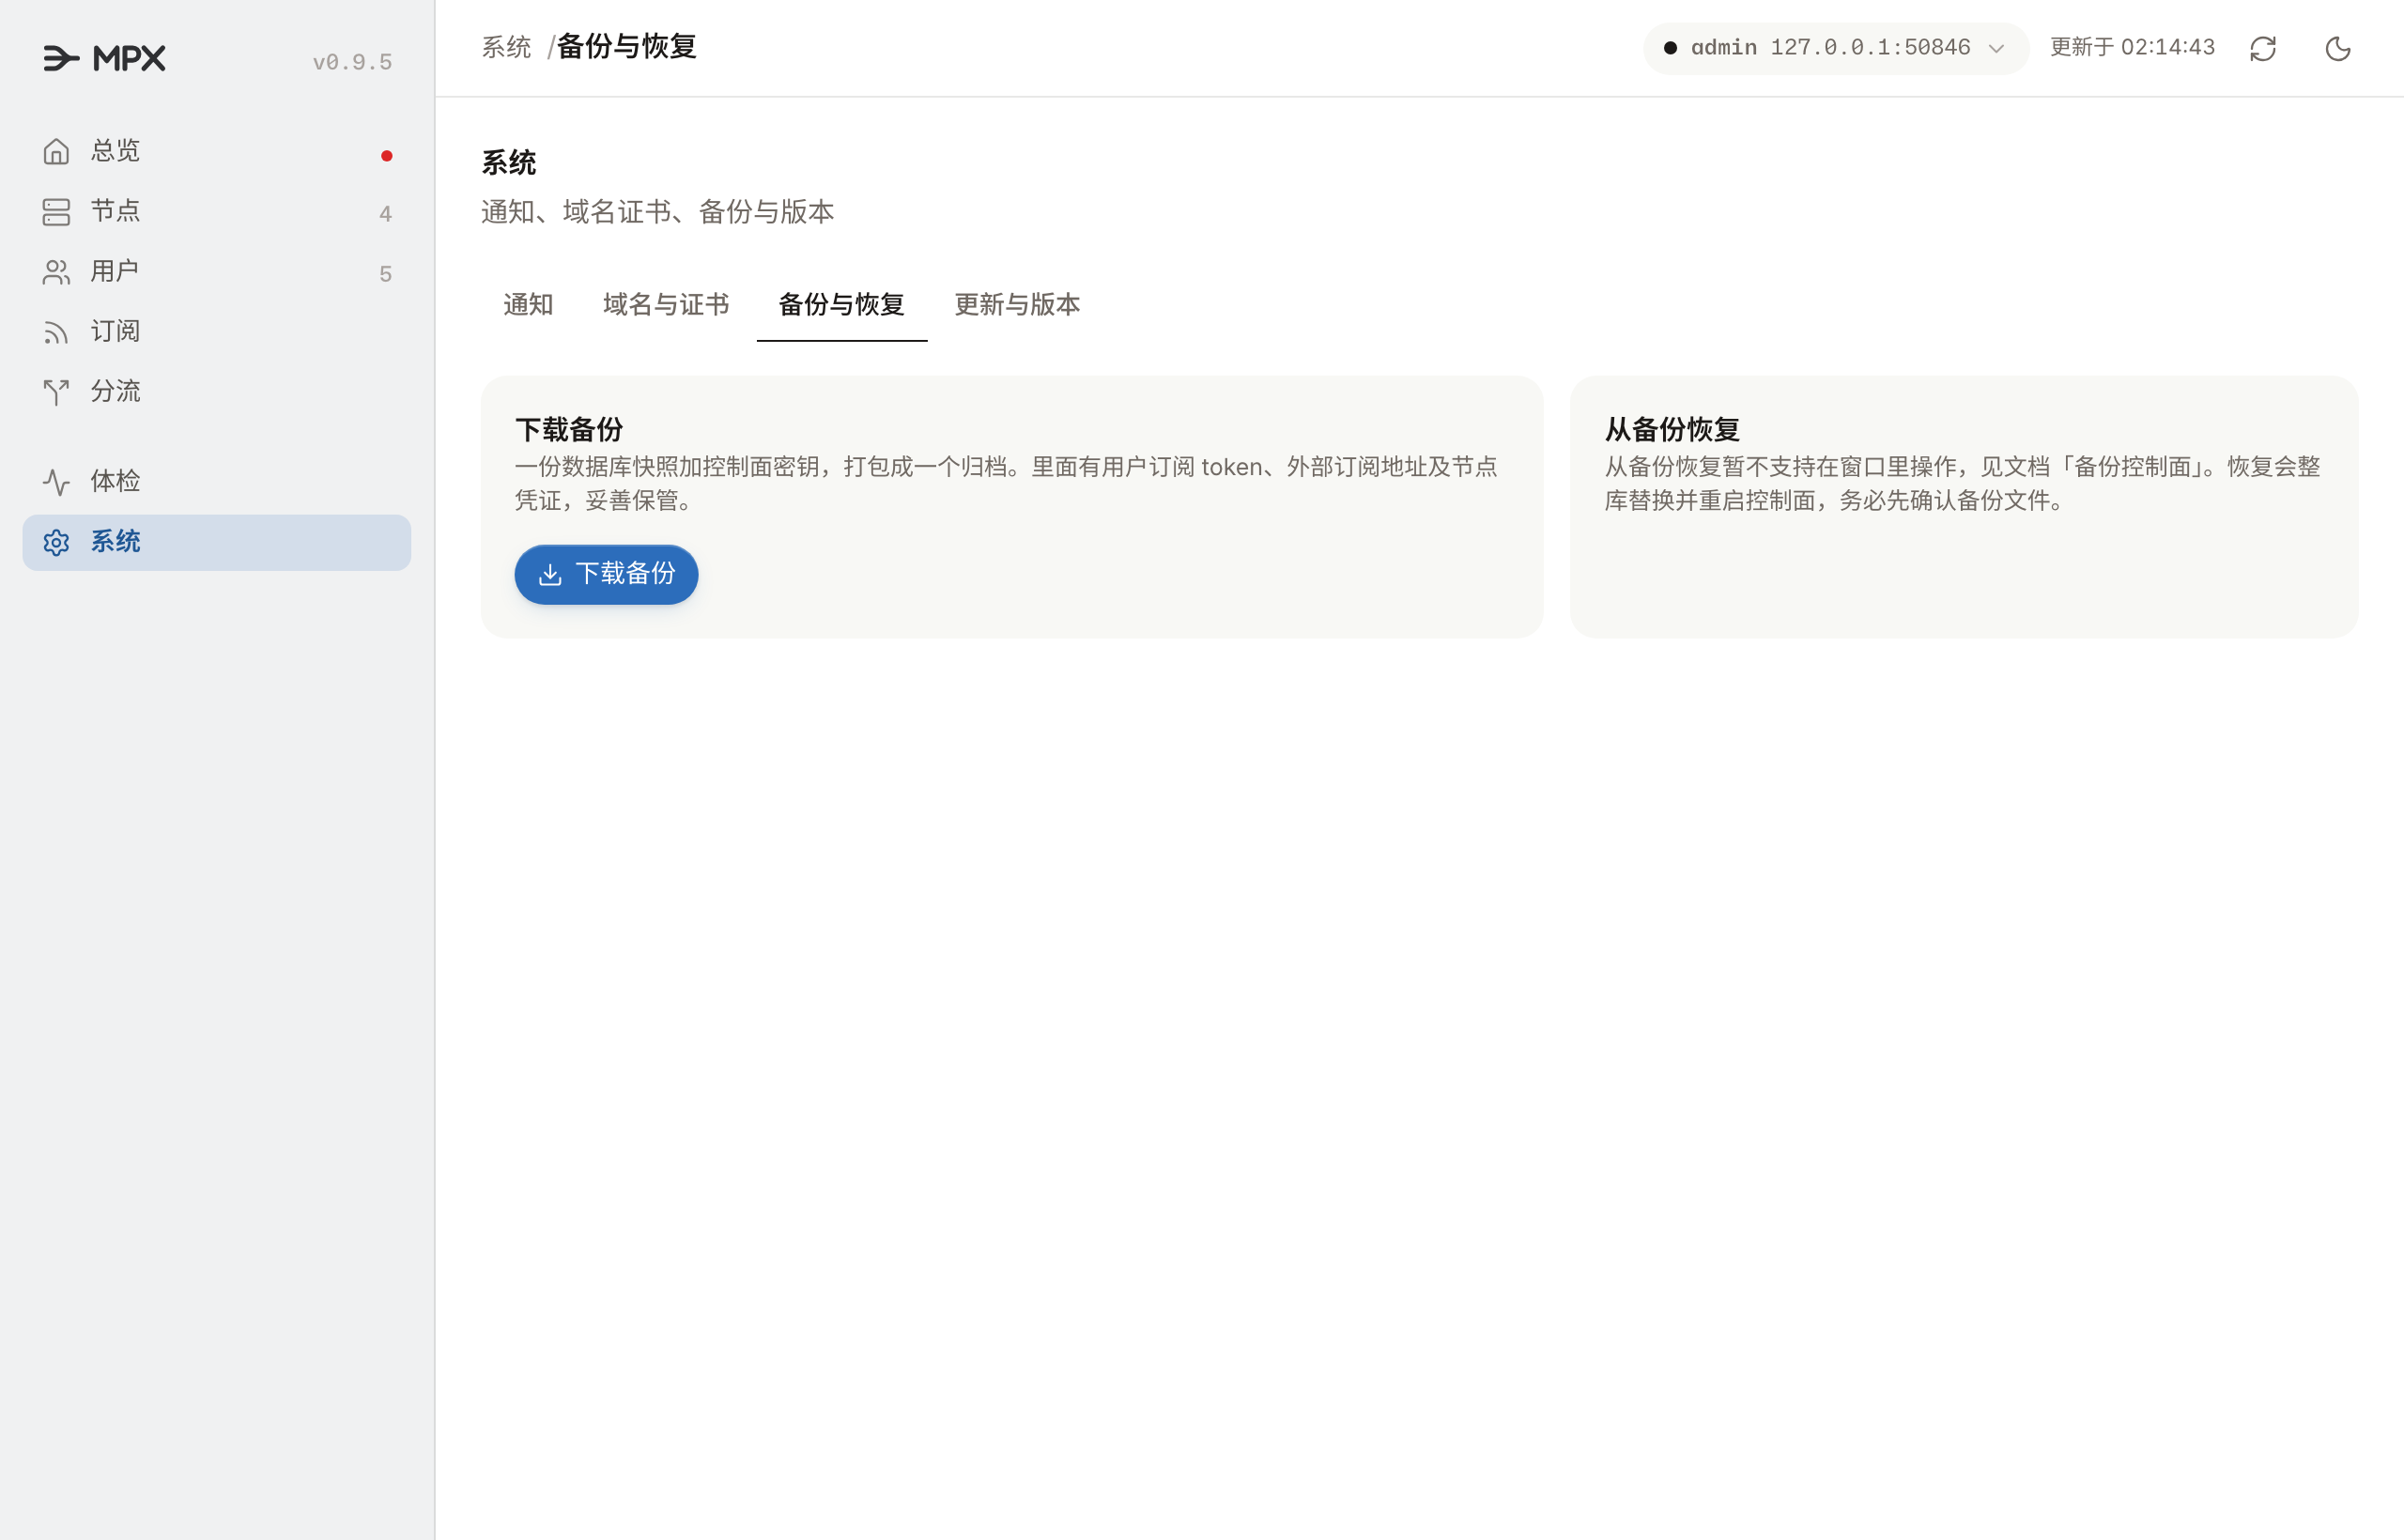 MPX
v0.9.5
总览
节点
4
用户
5
订阅
分流
体检
系统
系统 /备份与恢复
admin 127.0.0.1:50846
更新于 02:14:43
系统
通知、域名证书、备份与版本
通知
域名与证书
备份与恢复
更新与版本
下载备份
一份数据库快照加控制面密钥，打包成一个归档。里面有用户订阅 token、外部订阅地址及节点
凭证，妥善保管。
下载备份
从备份恢复
从备份恢复暂不支持在窗口里操作，见文档「备份控制面」。恢复会整
库替换并重启控制面，务必先确认备份文件。